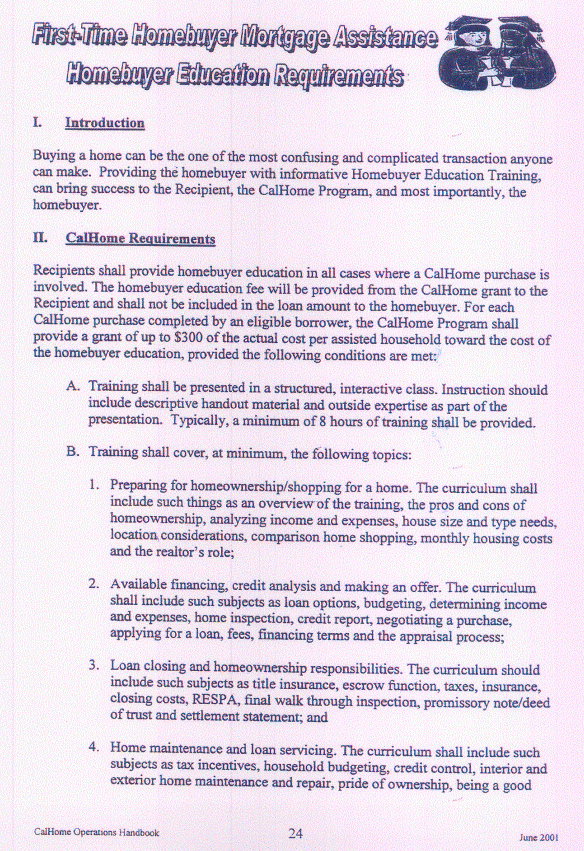 First-Time Homebuyer Mortgage Assistance
Homebuyer Education Requirements
I. Introduction
Buying a home can be the one of the most confusing and complicated transaction anyone
can make. Providing the homebuyer with informative Homebuyer Education Training,
can bring success to the Recipient, the CalHome Program, and most importantly, the
homebuyer.
II. CalHome Requirements
Recipients shall provide homebuyer education in all cases where a CalHome purchase is
involved. The homebuyer education fee will be provided from the CalHome grant to the
Recipient and shall not be included in the loan amount to the homebuyer. For each
CalHome purchase completed by an eligible borrower, the CalHome Program shall
provide a grant of up to $300 of the actual cost per assisted household toward the cost of
the homebuyer education, provided the following conditions are met:
A. Training shall be presented in a structured, interactive class. Instruction should
include descriptive handout material and outside expertise as part of the
presentation. Typically, a minimum of 8 hours of training shall be provided.
B. Training shall cover, at minimum, the following topics:
1. Preparing for homeownership/shopping for a home. The curriculum shall
include such things as an overview of the training, the pros and cons of
homeownership, analyzing income and expenses, house size and type needs,
location considerations, comparison home shopping, monthly housing costs
and the realtor's role;
2. Available financing, credit analysis and making an offer. The curriculum
shall include such subjects as loan options, budgeting, determining income
and expenses, home inspection, credit report, negotiating a purchase,
applying for a loan, fees, financing terms and the appraisal process;
3. Loan closing and homeownership responsibilities. The curriculum should
include such subjects as title insurance, escrow function, taxes, insurance,
closing costs, RESPA, final walk through inspection, promissory note/deed
of trust and settlement statement; and
4. Home maintenance and loan servicing. The curriculum shall include such
subjects as tax incentives, household budgeting, credit control, interior and
exterior home maintenance and repair, pride of ownership, being a good
CalHome Operations Handbook 24 June 2001